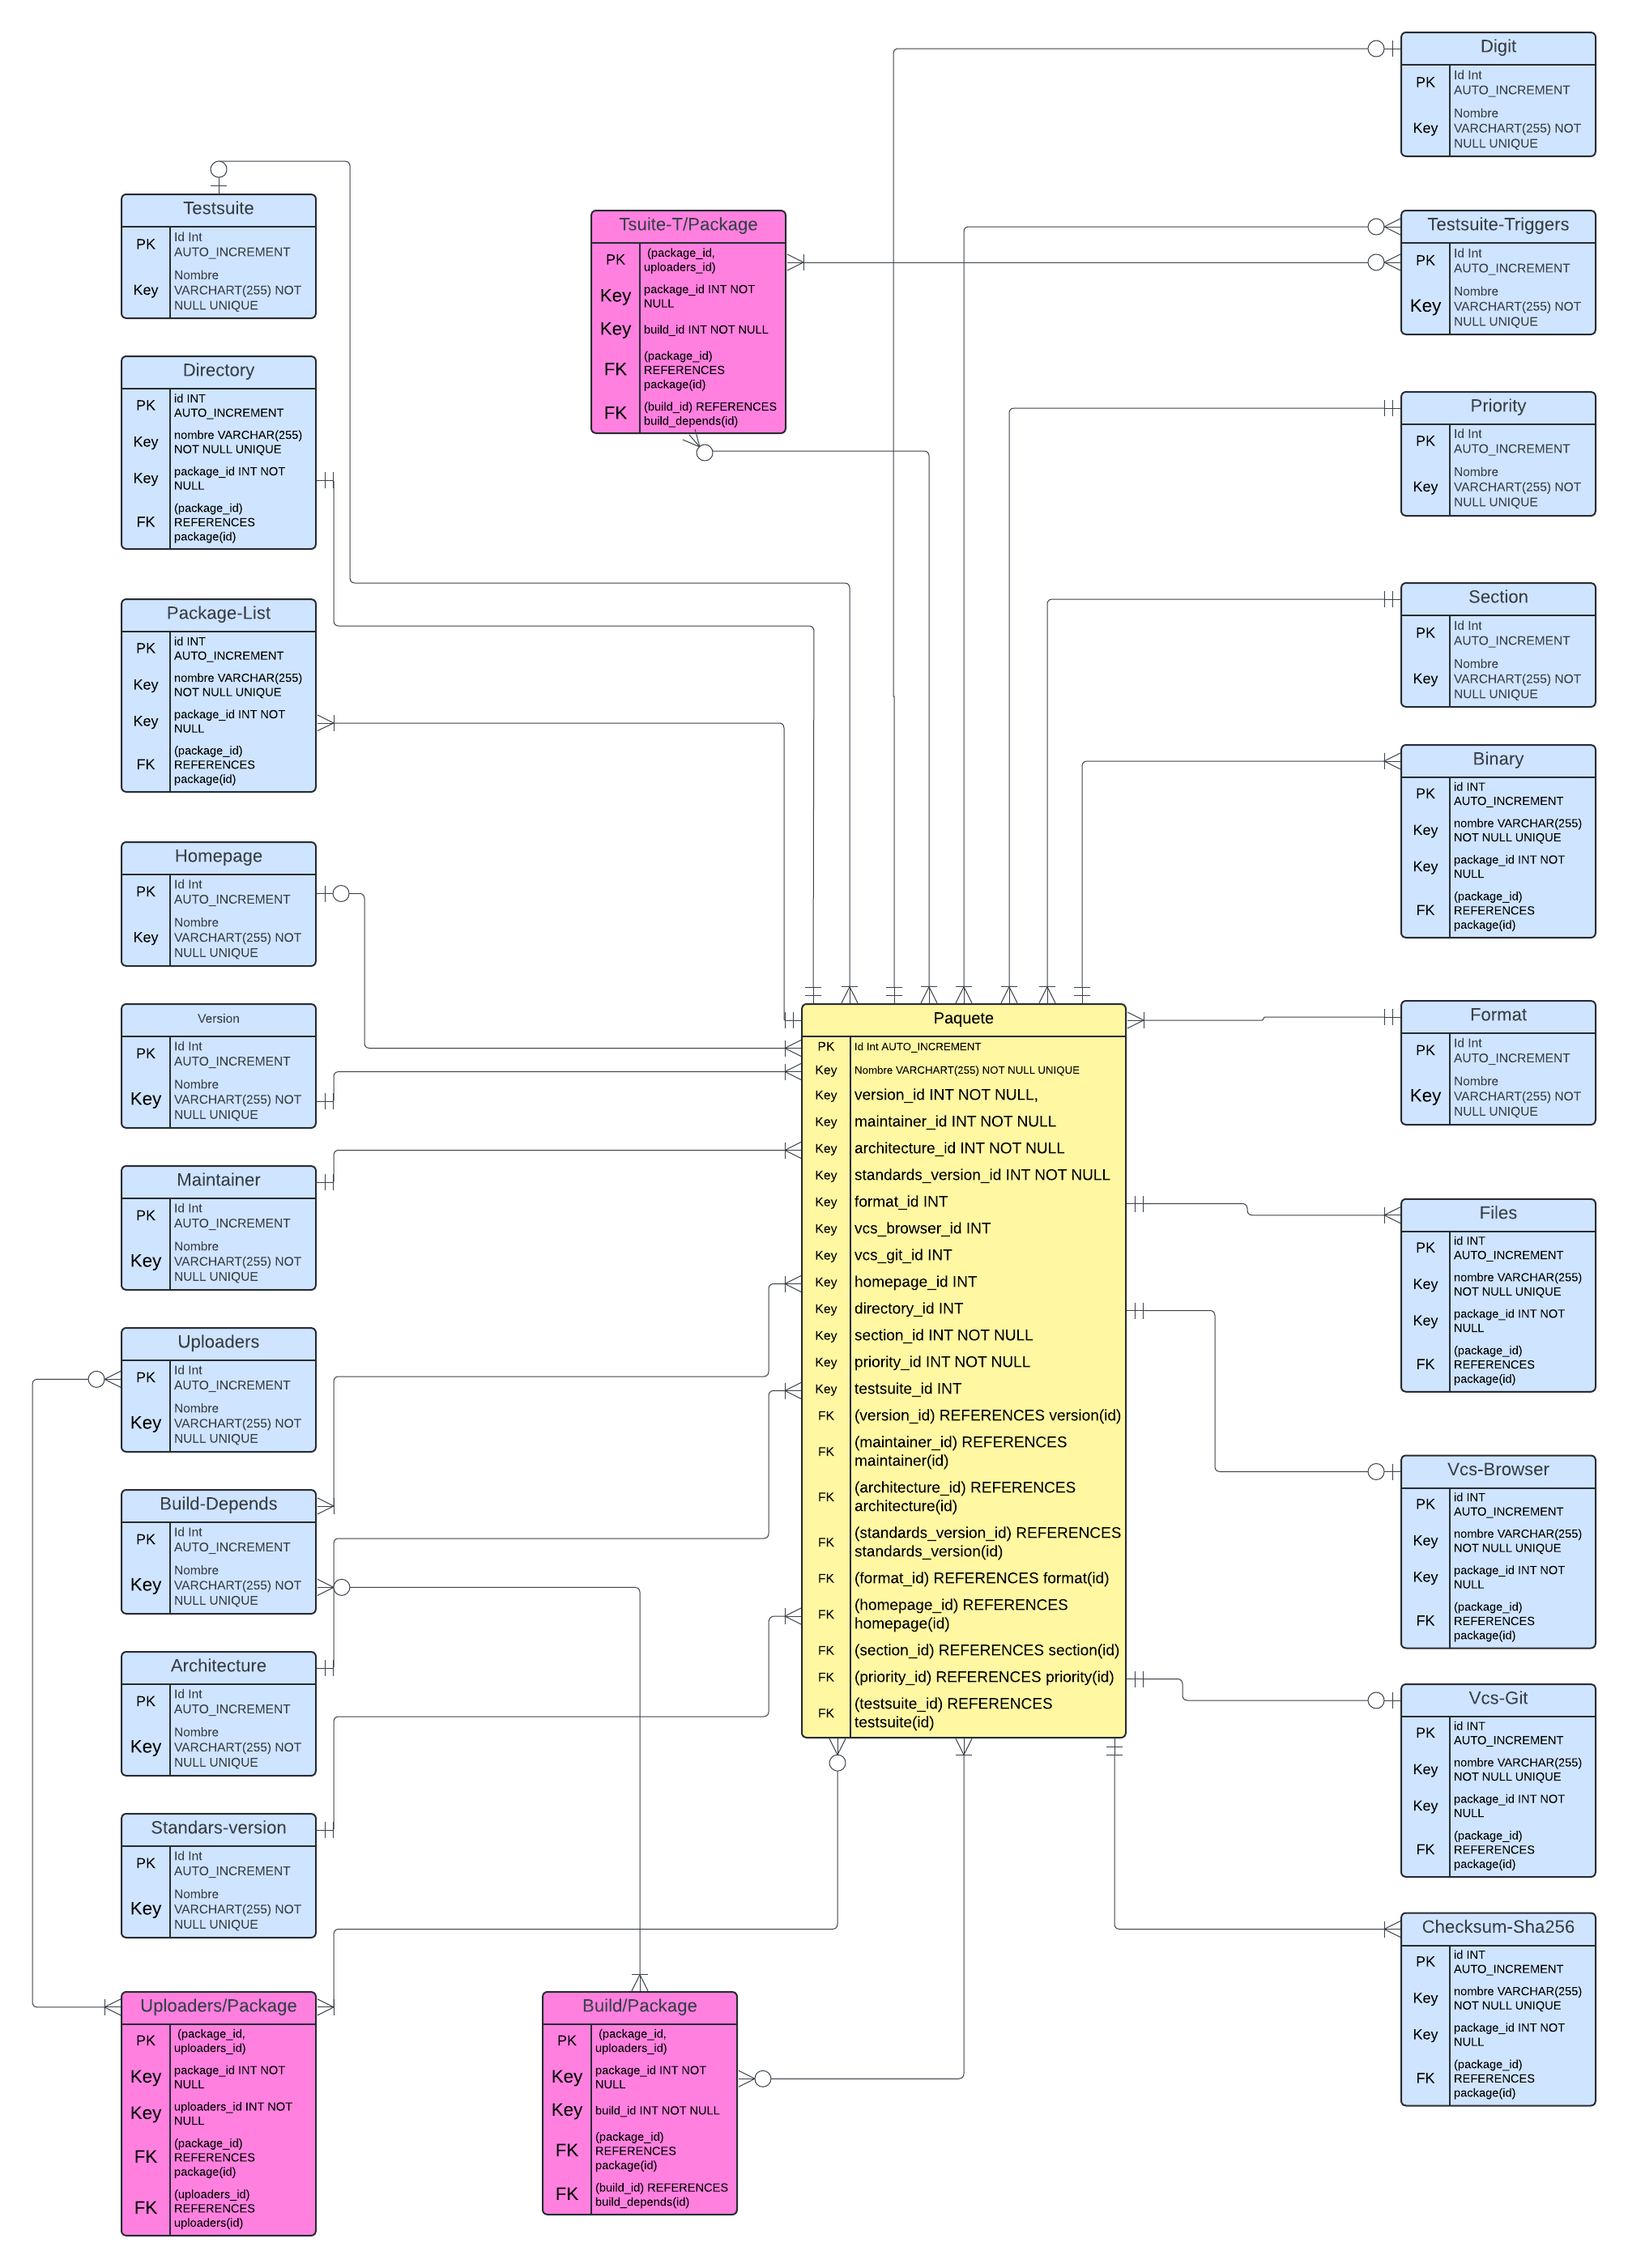 Digit
PK
Id Int
AUTO_INCREMENT
Key
Nombre
VARCHAR(255) NOT
NULL UNIQUE
Testsuite
PK
Id Int
AUTO_INCREMENT
Key
Nombre
VARCHAR(255) NOT
NULL UNIQUE
Tsuite-T/Package
PK
(package_id,
uploaders_id)
Key
package_id INT NOT
NULL
Key
build_id INT NOT NULL
FK
(package_id)
REFERENCES
package(id)
FK
(build_id) REFERENCES
build_depends(id)
Testsuite-Triggers
PK
Id Int
AUTO_INCREMENT
Key
Nombre
VARCHAR(255) NOT
NULL UNIQUE
Directory
PK
id INT
AUTO_INCREMENT
Key
nombre VARCHAR(255)
NOT NULL UNIQUE
Key
package_id INT NOT
NULL
FK
(package_id)
REFERENCES
package(id)
Priority
PK
Id Int
AUTO_INCREMENT
Key
Nombre
VARCHAR(255) NOT
NULL UNIQUE
Package-List
PK
id INT
AUTO_INCREMENT
Key
nombre VARCHAR(255)
NOT NULL UNIQUE
Key
package_id INT NOT
NULL
FK
(package_id)
REFERENCES
package(id)
Section
PK
Id Int
AUTO_INCREMENT
Key
Nombre
VARCHAR(255) NOT
NULL UNIQUE
Binary
PK
id INT
AUTO_INCREMENT
Key
nombre VARCHAR(255)
NOT NULL UNIQUE
Key
package_id INT NOT
NULL
FK
(package_id)
REFERENCES
package(id)
Homepage
PK
Id Int
AUTO_INCREMENT
Key
Nombre
VARCHAR(255) NOT
NULL UNIQUE
Version
PK
Id Int
AUTO_INCREMENT
Key
Nombre
VARCHAR(255) NOT
NULL UNIQUE
Maintainer
PK
Id Int
AUTO_INCREMENT
Key
Nombre
VARCHAR(255) NOT
NULL UNIQUE
Uploaders
PK
Id Int
AUTO_INCREMENT
Key
Nombre
VARCHAR(255) NOT
NULL UNIQUE
Build-Depends
PK
Id Int
AUTO_INCREMENT
Key
Nombre
VARCHAR(255) NOT
NULL UNIQUE
Architecture
PK
Id Int
AUTO_INCREMENT
Key
Nombre
VARCHAR(255) NOT
NULL UNIQUE
Standars-version
PK
Id Int
AUTO_INCREMENT
Key
Nombre
VARCHAR(255) NOT
NULL UNIQUE
Paquete
PK
Id Int AUTO_INCREMENT
Key
Nombre VARCHAR(255) NOT NULL UNIQUE
Key
version_id INT NOT NULL,
Key
maintainer_id INT NOT NULL
Key
architecture_id INT NOT NULL
Key
standards_version_id INT NOT NULL
Key
format_id INT
Key
vcs_browser_id INT
Key
vcs_git_id INT
Key
homepage_id INT
Key
directory_id INT
Key
section_id INT NOT NULL
Key
priority_id INT NOT NULL
Key
testsuite_id INT
FK
(version_id) REFERENCES version(id)
FK
(maintainer_id) REFERENCES
maintainer(id)
FK
(architecture_id) REFERENCES
architecture(id)
FK
(standards_version_id) REFERENCES
standards_version(id)
FK
(format_id) REFERENCES format(id)
FK
(homepage_id) REFERENCES
homepage(id)
FK
(section_id) REFERENCES section(id)
FK
(priority_id) REFERENCES priority(id)
FK
(testsuite_id) REFERENCES
testsuite(id)
Format
PK
Id Int
AUTO_INCREMENT
Key
Nombre
VARCHAR(255) NOT
NULL UNIQUE
Files
PK
id INT
AUTO_INCREMENT
Key
nombre VARCHAR(255)
NOT NULL UNIQUE
Key
package_id INT NOT
NULL
FK
(package_id)
REFERENCES
package(id)
Vcs-Browser
PK
id INT
AUTO_INCREMENT
Key
nombre VARCHAR(255)
NOT NULL UNIQUE
Key
package_id INT NOT
NULL
FK
(package_id)
REFERENCES
package(id)
Vcs-Git
PK
id INT
AUTO_INCREMENT
Key
nombre VARCHAR(255)
NOT NULL UNIQUE
Key
package_id INT NOT
NULL
FK
(package_id)
REFERENCES
package(id)
Checksum-Sha256
PK
id INT
AUTO_INCREMENT
Key
nombre VARCHAR(255)
NOT NULL UNIQUE
Key
package_id INT NOT
NULL
FK
(package_id)
REFERENCES
package(id)
Uploaders/Package
PK
(package_id,
uploaders_id)
Key
package_id INT NOT
NULL
Key
uploaders_id INT NOT
NULL
FK
(package_id)
REFERENCES
package(id)
FK
(uploaders_id)
REFERENCES
uploaders(id)
Build/Package
PK
(package_id,
uploaders_id)
Key
package_id INT NOT
NULL
Key
build_id INT NOT NULL
FK
(package_id)
REFERENCES
package(id)
FK
(build_id) REFERENCES
build_depends(id)